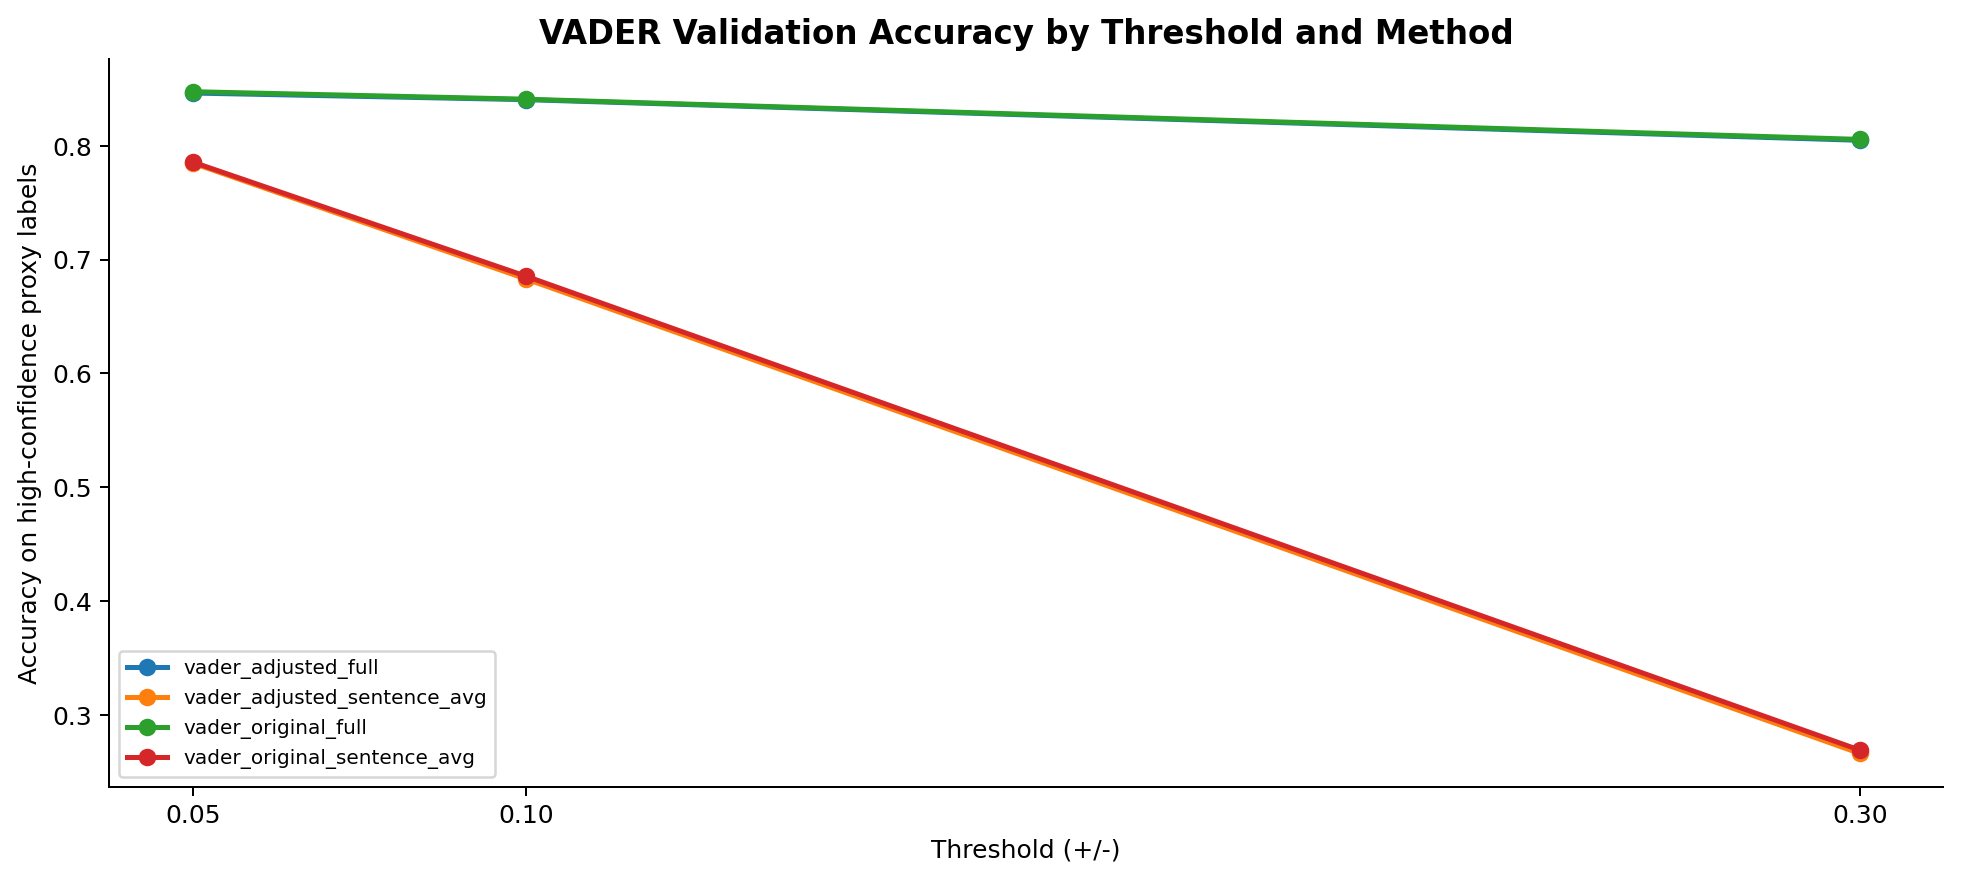 VADER Validation Accuracy by Threshold and Method
Accuracy on high-confidence proxy labels
0.8
0.7
0.6
0.5
0.4
0.3
vader_adjusted_full
vader_adjusted_sentence_avg
vader_original_full
vader_original_sentence_avg
0.05 0.10 0.30
Threshold (+/-)